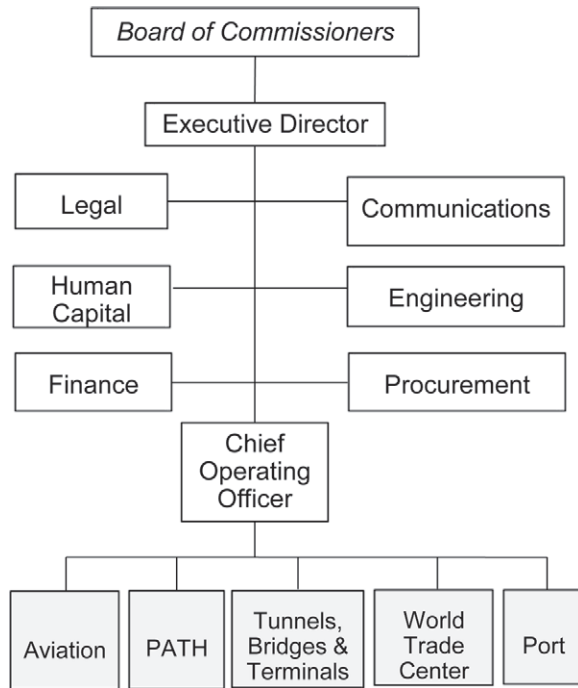 Board of Commissioners
Executive Director
Legal
Communications
Human
Capital
Engineering
Finance
Procurement
Chief
Operating
Officer
Aviation
PATH
Tunnels,
Bridges &
Terminals
World
Trade
Center
Port